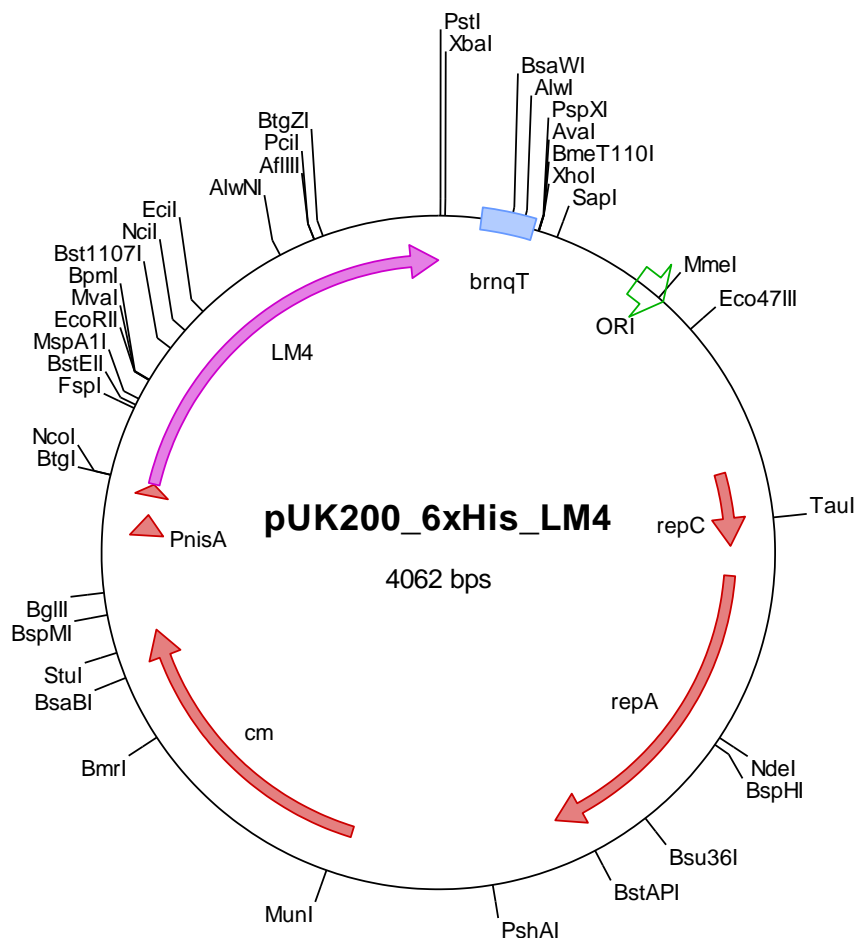 PstI
XbaI
BsaWI
AlwI
PspXI
AvaI
BmeT110I
XhoI
SapI
BtgZI
PciI
AflIII
AlwNI
EciI
NciI
Bst1107I
BpmI
MvaI
EcoRII
MspA1I
BstEII
FspI
NcoI
BtgI
brnqT
MmeI
Eco47III
ORI
LM4
pUK200_6xHis_LM4
4062 bps
PnisA
repC
TauI
BglII
BspMI
StuI
BsaBI
BmrI
cm
repA
NdeI
BspHI
Bsu36I
BstAPI
PshAI
MunI